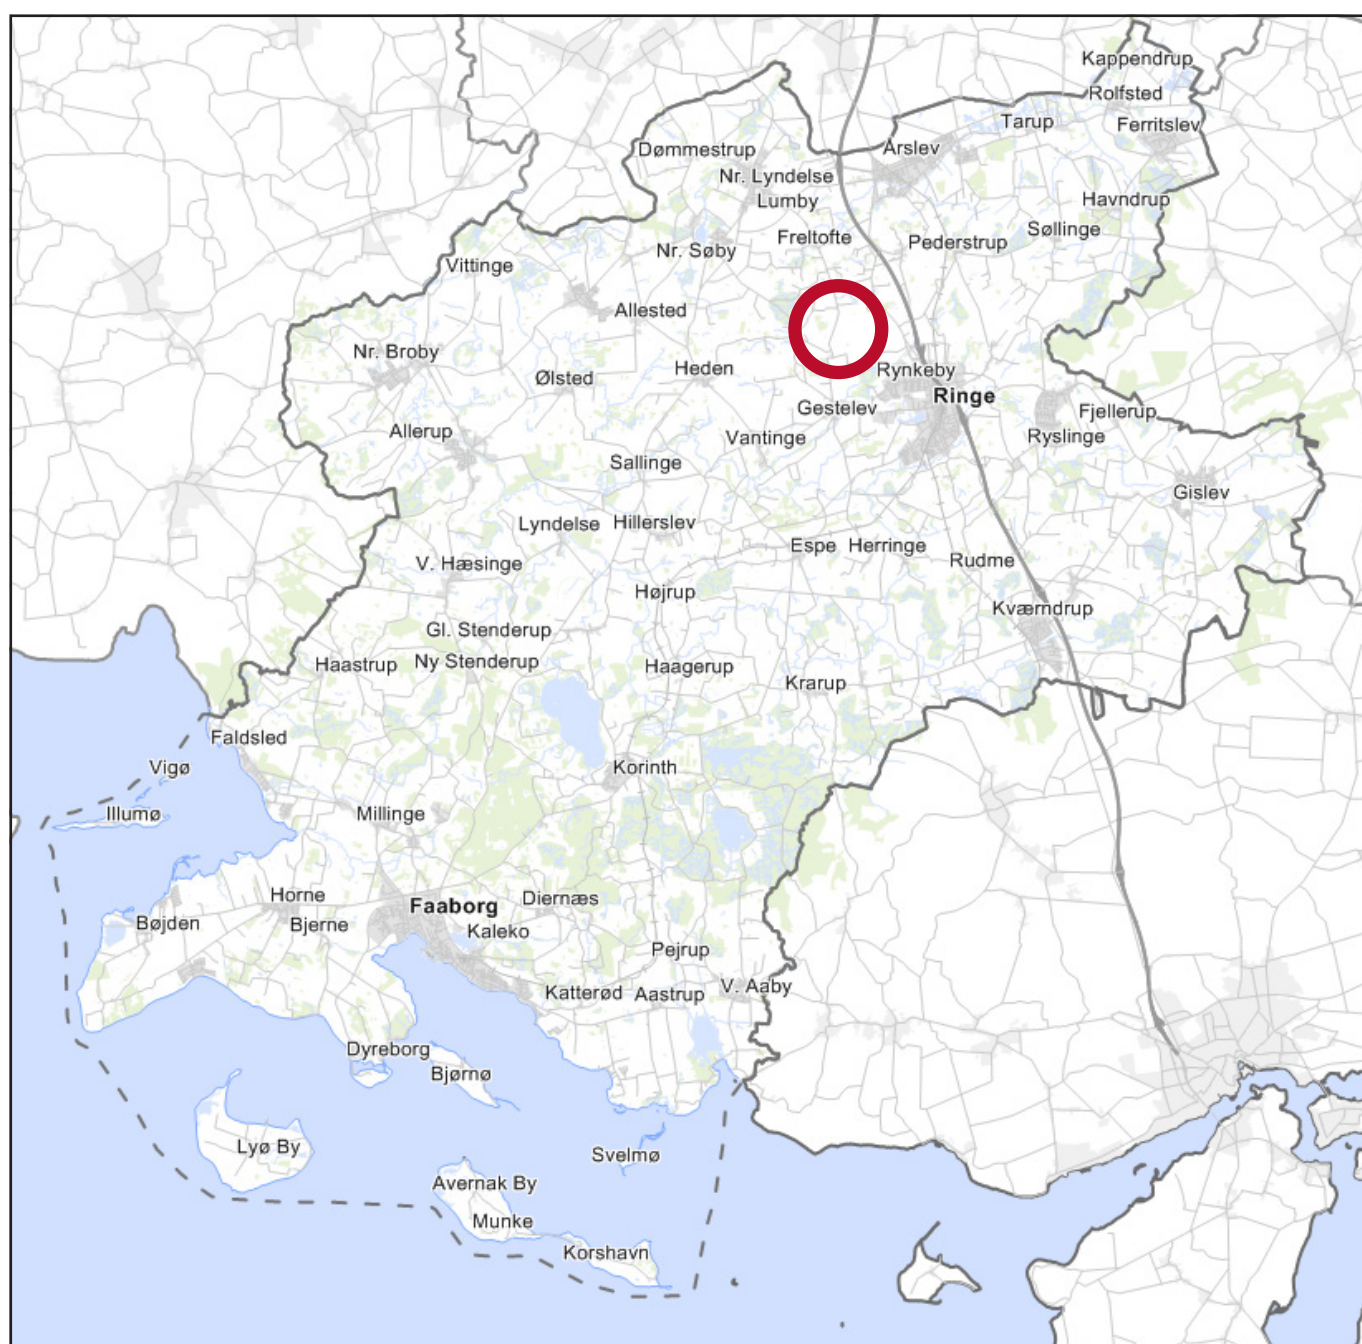 Kappendrup
Rolfsted
Tarup
Ferritslev
Dømmestrup
Årslev
Nr. Lyndelse
Lumby
Havndrup
Freltofte
Pederstrup
Søllinge
Nr. Søby
Vittinge
Allested
Nr. Broby
Heden
Rynkeby
Ølsted
Ringe
Gestelev
Fjellerup
Allerup
Vantinge
Ryslinge
Sallinge
Gislev
Lyndelse
Hillerslev
Espe
Herringe
Rudme
V. Hæsinge
Højrup
Kværndrup
Gl. Stenderup
Haastrup
Ny Stenderup
Haagerup
Krarup
Faldsled
Vigø
Korinth
Illumø
Millinge
Horne
Faaborg
Diernæs
Bøjden
Bjerne
Kaleko
Pejrup
Katterød
Aastrup
V. Aaby
Dyreborg
Bjørnø
Lyø By
Svelmø
Avernak By
Munke
Korshavn